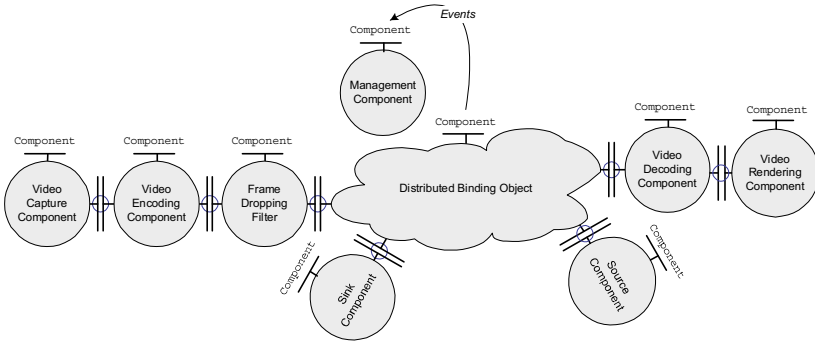 Events
Component
Management
Component
Component
Component
Component
Component
Component
Component
Video
Capture
Component
Video
Encoding
Component
Frame
Dropping
Filter
Distributed Binding Object
Video
Decoding
Component
Video
Rendering
Component
Component
Sink
Component
Source
Component
Component